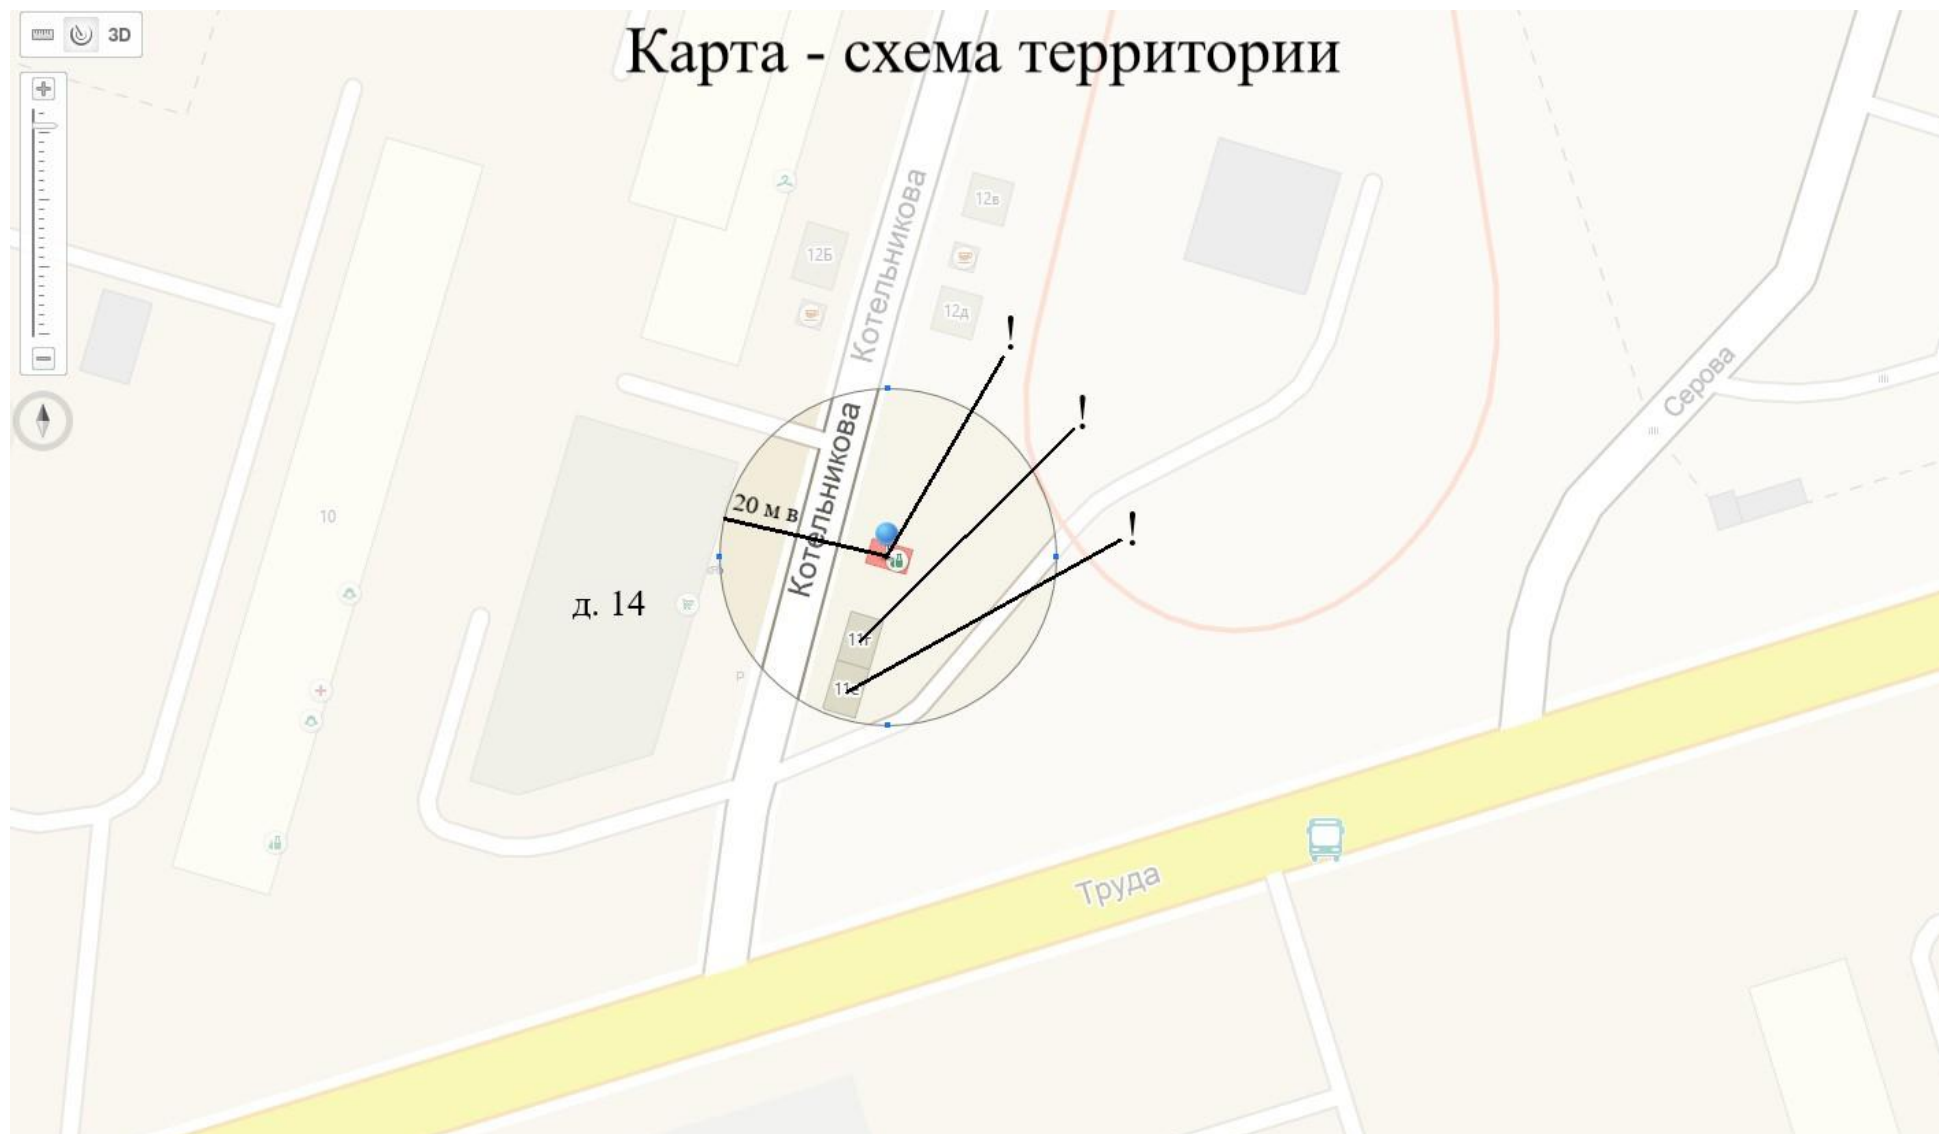 3D
Карта - схема территории
12в
12Б
Котельникова
12д
!
!
Серова
Котельникова
20 м в
10
!
д. 14
11г
P
Труда